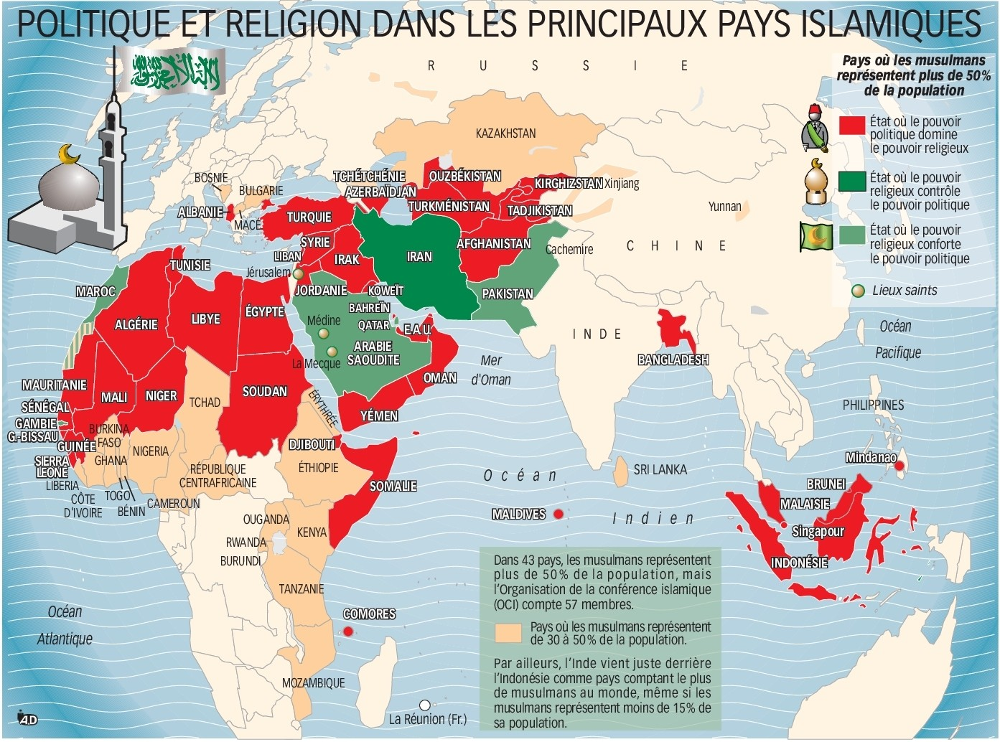 POLITIQUE ET RELIGION DANS LES PRINCIPAUX PAYS ISLAMIQUES
Pays où les musulmans
représentent plus de 50%
de la population
État où le pouvoir
politique domine
le pouvoir religieux
État où le pouvoir
religieux contrôle
le pouvoir politique
État où le pouvoir
religieux conforte
le pouvoir politique
Lieux saints
RUSSIE
KAZAKHSTAN
BOSNIE
BULGARIE
TCHÉTCHÉNIE
AZERBAÏDJAN
OUZBÉKISTAN
KIRGHIZSTAN
Xinjiang
ALBANIE
MACÉ.
TURQUIE
TURKMÉNISTAN
TADJIKISTAN
Yunnan
SYRIE
AFGHANISTAN
Cachemire
CHINE
TUNISIE
LIBAN
IRAK
IRAN
Jérusalem
MAROC
JORDANIE
KOWEÏT
PAKISTAN
ALGÉRIE
LIBYE
ÉGYPTE
Médine
BAHREÏN
QATAR
E.A.U.
INDE
Océan
Pacifique
La Mecque
ARABIE
SAOUDITE
BANGLADESH
Mer
d'Oman
OMAN
MAURITANIE
MALI
NIGER
SOUDAN
TCHAD
ÉRYTHRÉE
YÉMEN
SÉNÉGAL
GAMBIE
G.-BISSAU
GUINÉE
BURKINA
FASO
SIERRA
LEONE
GHANA
NIGERIA
DJIBOUTI
PHILIPPINES
Mindanao
LIBERIA
CÔTE
D'IVOIRE
TOGO
BÉNIN
CAMEROUN
RÉPUBLIQUE
CENTRAFRICAINE
ÉTHIOPIE
SOMALIE
SRI LANKA
Océan
Indien
MALDIVES
BRUNEI
MALAISIE
Singapour
INDONÉSIE
OUGANDA
KENYA
RWANDA
BURUNDI
TANZANIE
COMORES
MOZAMBIQUE
La Réunion (Fr.)
Océan
Atlantique
Dans 43 pays, les musulmans représentent
plus de 50% de la population, mais
l'Organisation de la conférence islamique
(OCI) compte 57 membres.
Pays où les musulmans représentent
de 30 à 50% de la population.
Par ailleurs, l'Inde vient juste derrière
l'Indonésie comme pays comptant le plus
de musulmans au monde, même si les
musulmans représentent moins de 15% de
sa population.
A.D